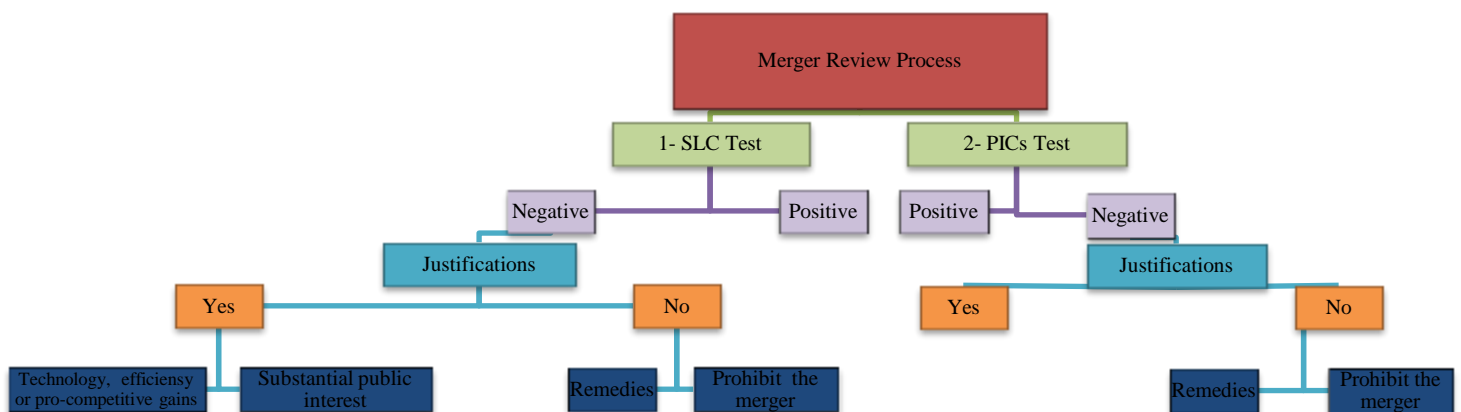 Merger Review Process
1- SLC Test
2- PICs Test
Negative
Positive
Positive
Negative
Justifications
Justifications
Yes
No
Yes
No
Technology, efficiensy
or pro-competitive gains
Substantial public
interest
Remedies
Prohibit the
merger
Remedies
Prohibit the
merger